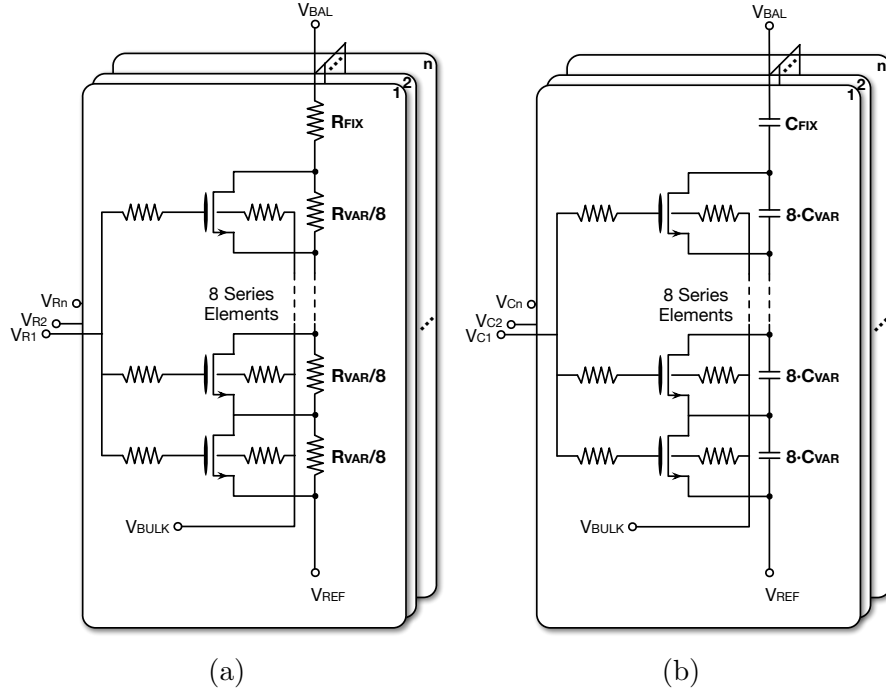 VBAL
n
2
1
RFIX
RVAR/8
VRn
VR2
VR1
8 Series
Elements
RVAR/8
RVAR/8
VBULK
VREF
(a)
VBAL
n
2
1
CFIX
8·CVAR
VCn
VC2
VC1
8 Series
Elements
8·CVAR
8·CVAR
VBULK
VREF
(b)